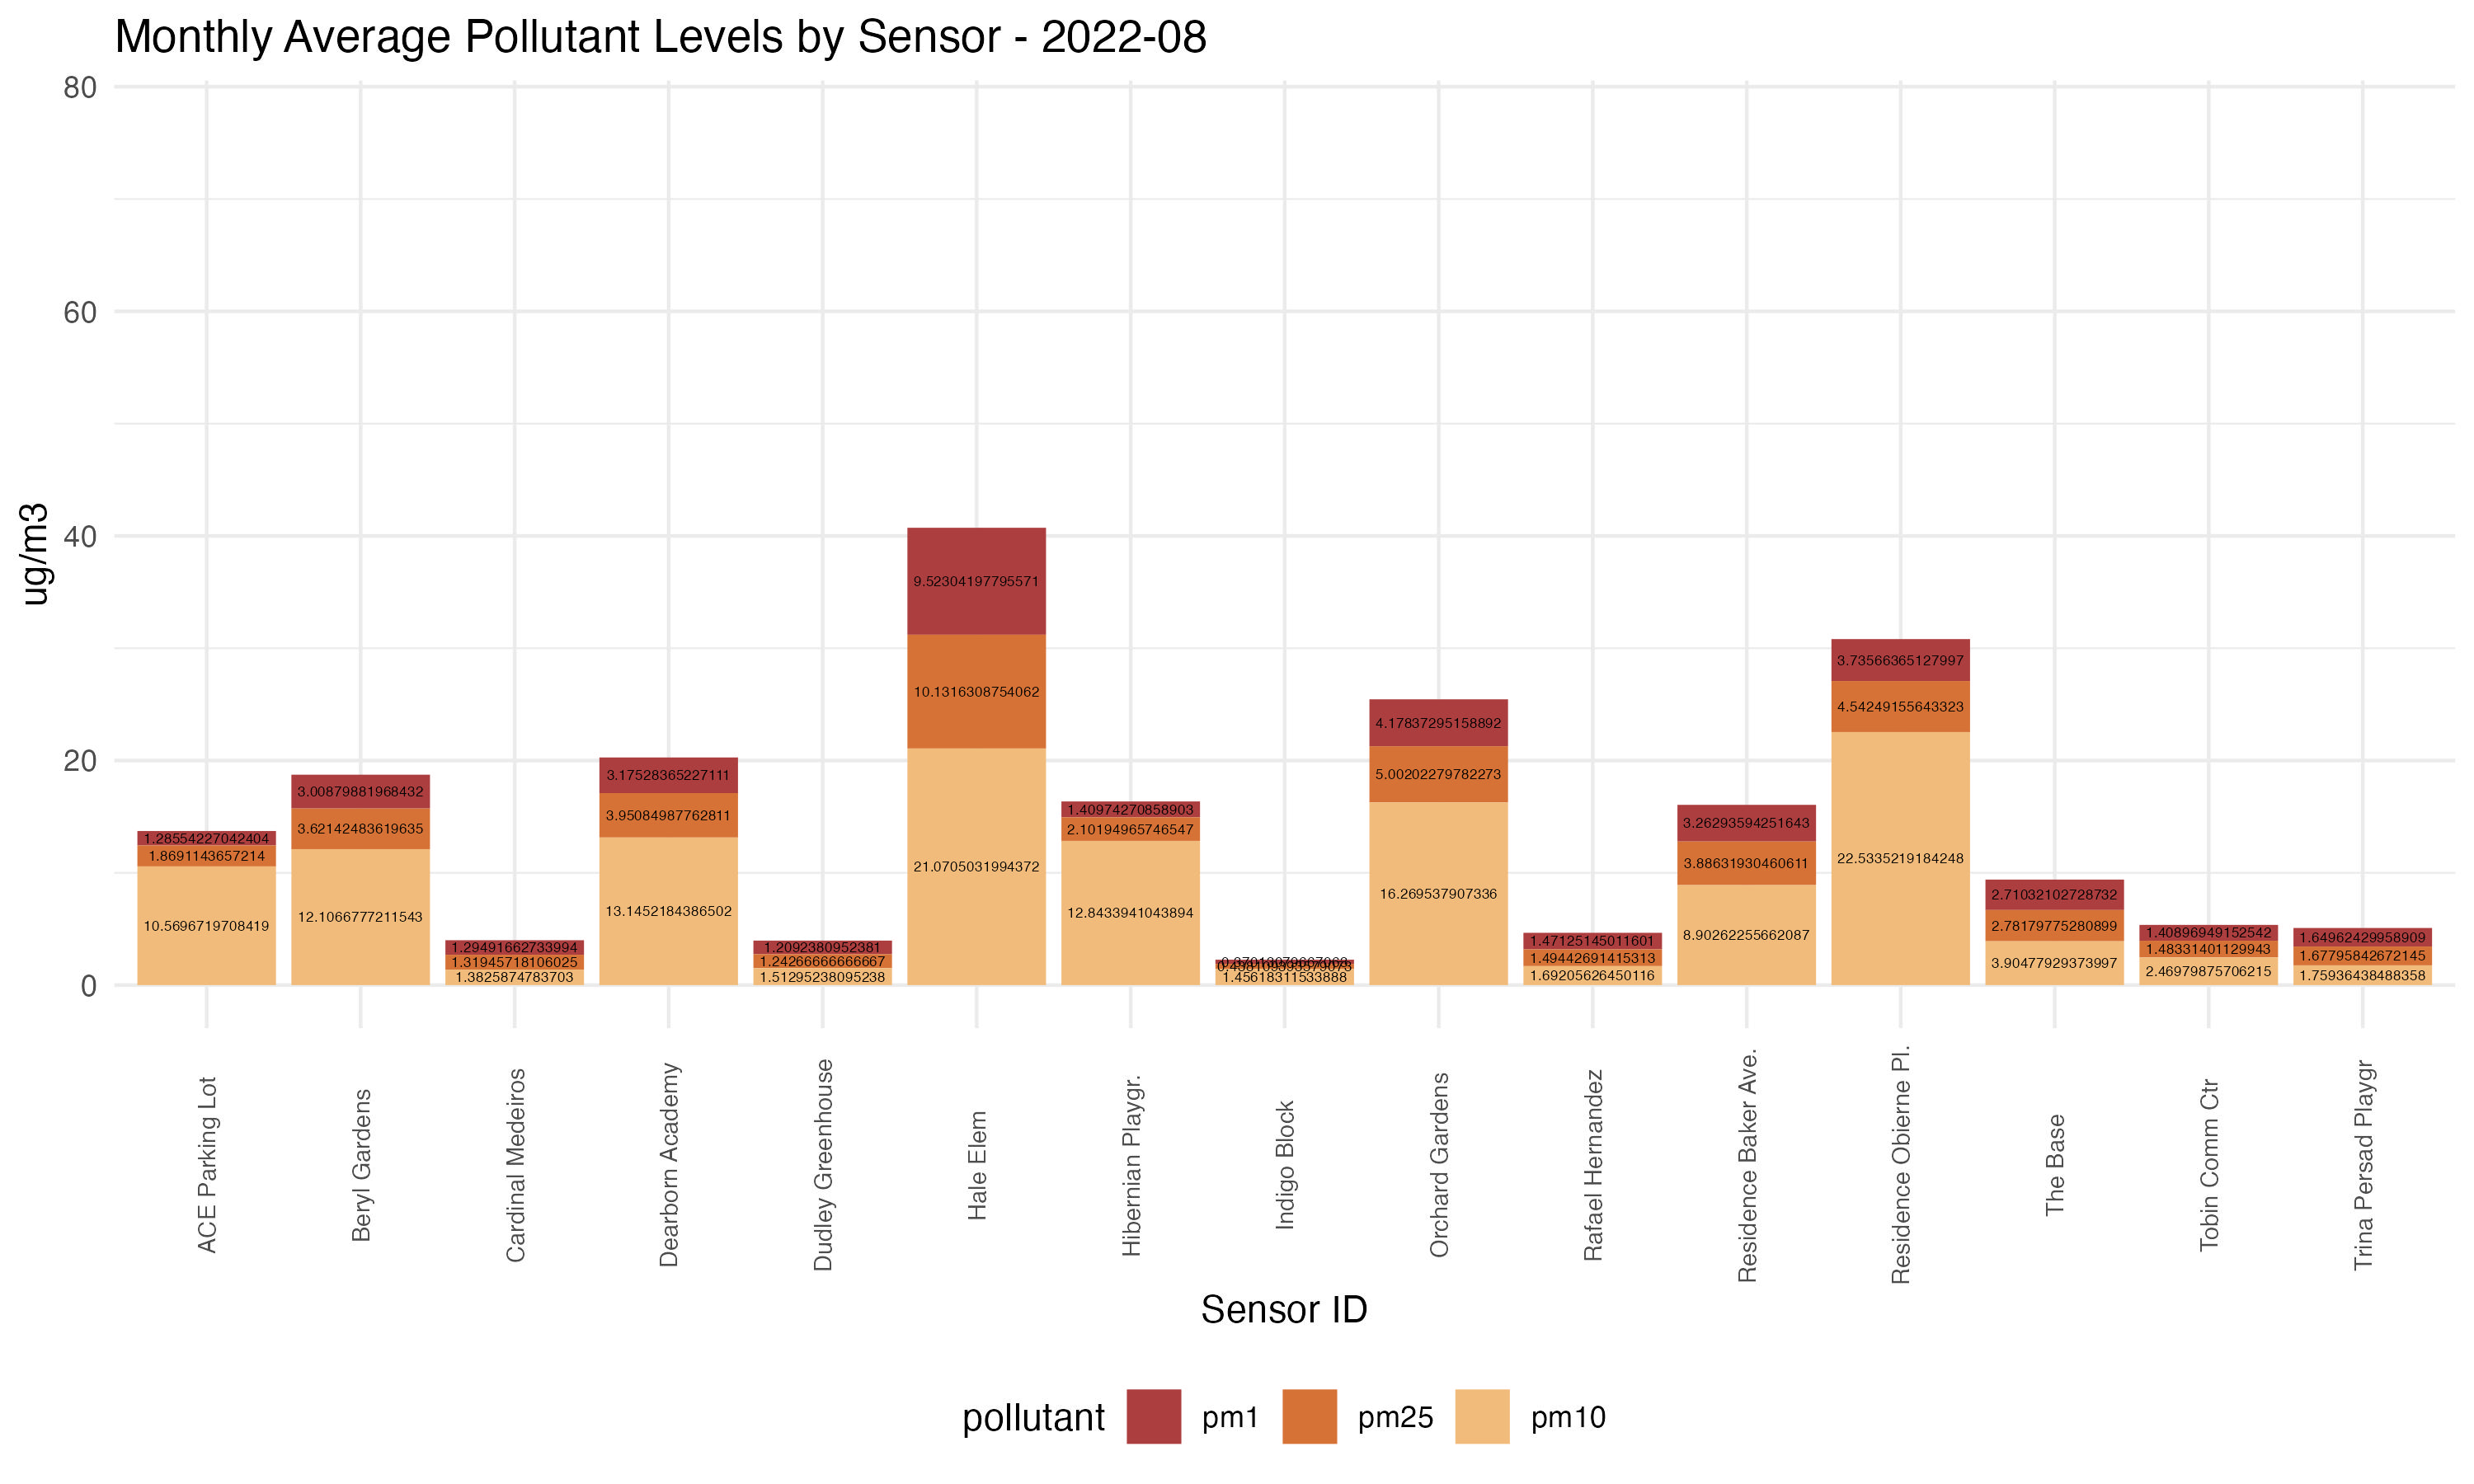 Monthly Average Pollutant Levels by Sensor - 2022-08
ug/m3
80
60
40
20
0
1.28554227042404
1.8691143657214
10.5696719708419
3.00879881968432
3.62142483619635
12.1066777211543
1.29491662733994
1.31945718106025
1.3825874783703
3.17528365227111
3.95084987762811
13.1452184386502
1.2092380952381
1.24266666666667
1.51295238095238
9.52304197795571
10.1316308754062
21.0705031994372
1.40974270858903
2.10194965746547
12.8433941043894
1.45618311533888
4.17837295158892
5.00202279782273
16.269537907336
1.47125145011601
1.49442691415313
1.69205626450116
3.26293594251643
3.88631930460611
8.90262255662087
3.73566365127997
4.54249155643323
22.5335219184248
2.71032102728732
2.78179775280899
3.90477929373997
1.40896949152542
1.48331401129943
2.46979875706215
1.64962429958909
1.67795842672145
1.75936438488358
ACE Parking Lot
Beryl Gardens
Cardinal Medeiros
Dearborn Academy
Dudley Greenhouse
Hale Elem
Hibernian Playgr.
Indigo Block
Orchard Gardens
Rafael Hernandez
Residence Baker Ave.
Residence Obierne Pl.
The Base
Tobin Comm Ctr
Trina Persad Playgr
Sensor ID
pollutant pm1 pm25 pm10